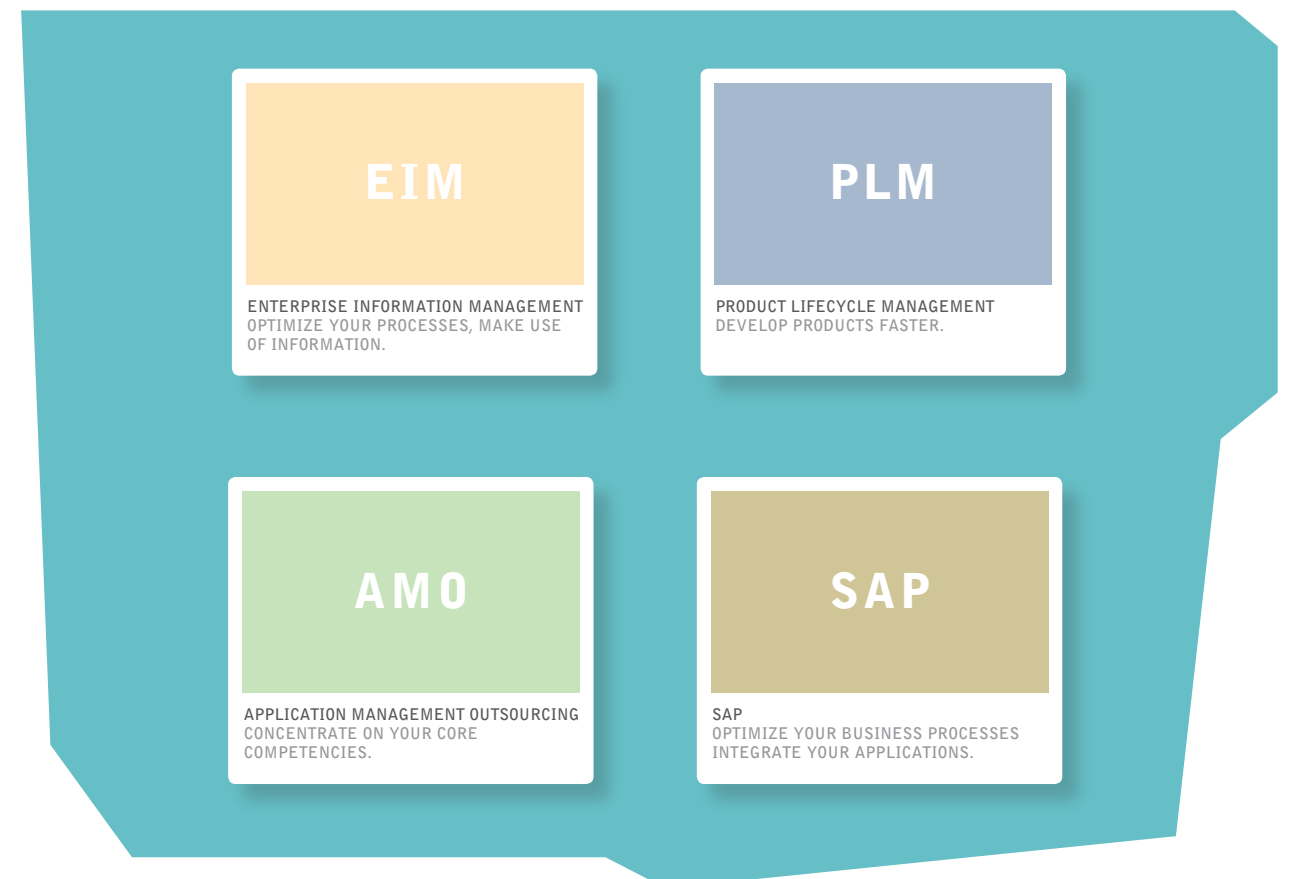 EIM
ENTERPRISE INFORMATION MANAGEMENT
OPTIMIZE YOUR PROCESSES, MAKE USE
OF INFORMATION.
PLM
PRODUCT LIFECYCLE MANAGEMENT
DEVELOP PRODUCTS FASTER.
AMO
APPLICATION MANAGEMENT OUTSOURCING
CONCENTRATE ON YOUR CORE
COMPETENCIES.
SAP
SAP
OPTIMIZE YOUR BUSINESS PROCESSES
INTEGRATE YOUR APPLICATIONS.